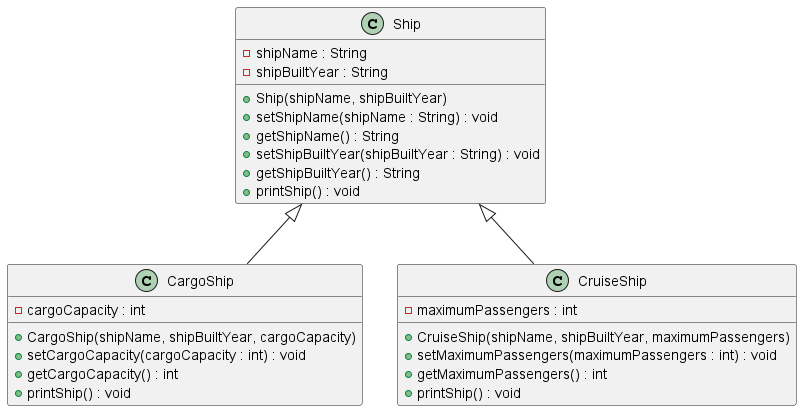 C Ship
shipName : String
shipBuiltYear : String
Ship(shipName, shipBuiltYear)
setShipName(shipName : String) : void
getShipName() : String
setShipBuiltYear(shipBuiltYear : String) : void
getShipBuiltYear() : String
printShip() : void
C CargoShip
cargoCapacity : int
CargoShip(shipName, shipBuiltYear, cargoCapacity)
setCargoCapacity(cargoCapacity : int) : void
getCargoCapacity() : int
printShip() : void
C CruiseShip
maximumPassengers : int
CruiseShip(shipName, shipBuiltYear, maximumPassengers)
setMaximumPassengers(maximumPassengers : int) : void
getMaximumPassengers() : int
printShip() : void